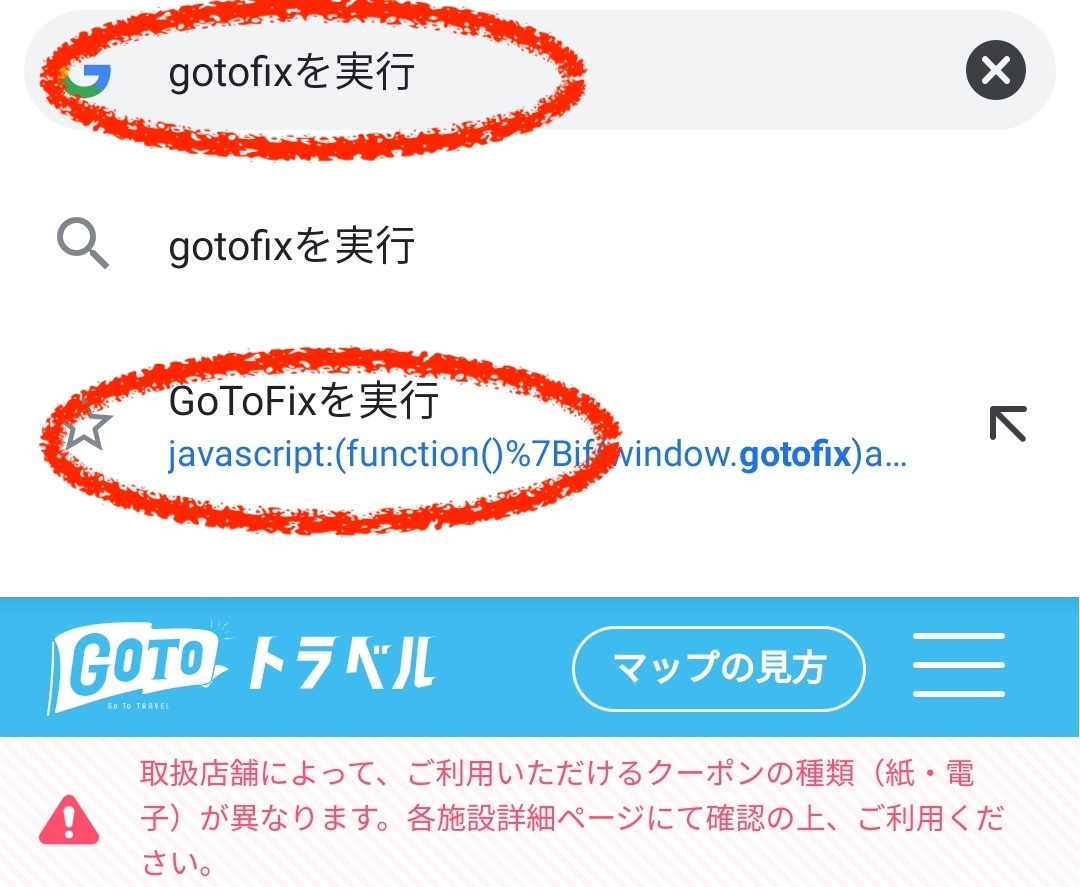 gotofixを実行
gotofixを実行
GoToFixを実行
javascript:(function()%7Bif(window.gotofix)a...
GOTO トラベル
Go To TRAVEL
マップの見方
取扱店舗によって、ご利用いただけるクーポンの種類（紙・電
子）が異なります。各施設詳細ページにて確認の上、ご利用くだ
さい。